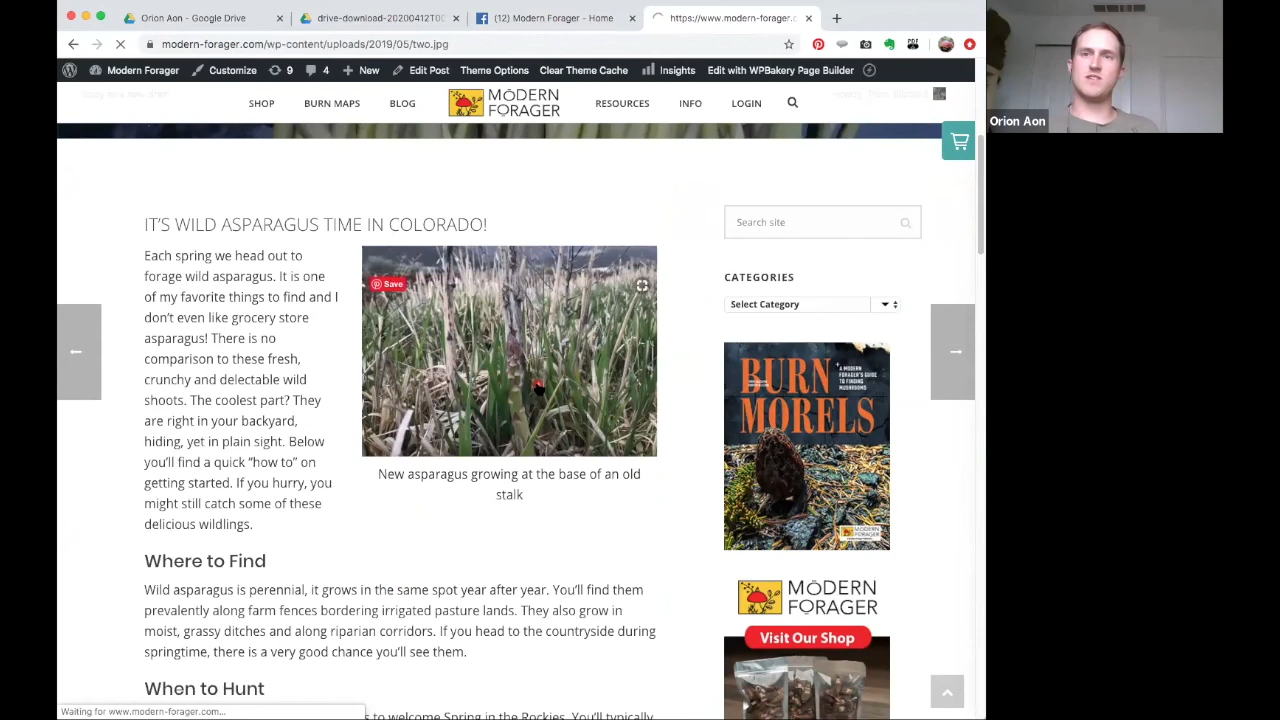 Orion Aon - Google Drive
drive-download-20200412T0
(12) Modern Forager - Home
https://www.modern-forager.c
modern-forager.com/wp-content/uploads/2019/05/two.jpg
Modern Forager
Customize
9
4
New
Edit Post
Theme Options
Clear Theme Cache
Insights
Edit with WPBakery Page Builder
SHOP
BURN MAPS
BLOG
MODERN
FORAGER
RESOURCES
INFO
LOGIN
Orion Aon
IT'S WILD ASPARAGUS TIME IN COLORADO!
Each spring we head out to
forage wild asparagus. It is one
of my favorite things to find and I
don't even like grocery store
asparagus! There is no
comparison to these fresh,
crunchy and delectable wild
shoots. The coolest part? They
are right in your backyard,
hiding, yet in plain sight. Below
you'll find a quick "how to" on
getting started. If you hurry, you
might still catch some of these
delicious wildlings.
Save
New asparagus growing at the base of an old
stalk
Where to Find
Wild asparagus is perennial, it grows in the same spot year after year. You'll find them
prevalently along farm fences bordering irrigated pasture lands. They also grow in
moist, grassy ditches and along riparian corridors. If you head to the countryside during
springtime, there is a very good chance you'll see them.
When to Hunt
s to welcome Spring in the Rockies. You'll typically
Search site
CATEGORIES
Select Category
BURN
A MODERN
FORAGER'S GUIDE
TO FINDING
MUSHROOMS
MORELS
MODERN
FORAGER
MODERN
FORAGER
Visit Our Shop
Waiting for www.modern-forager.com...